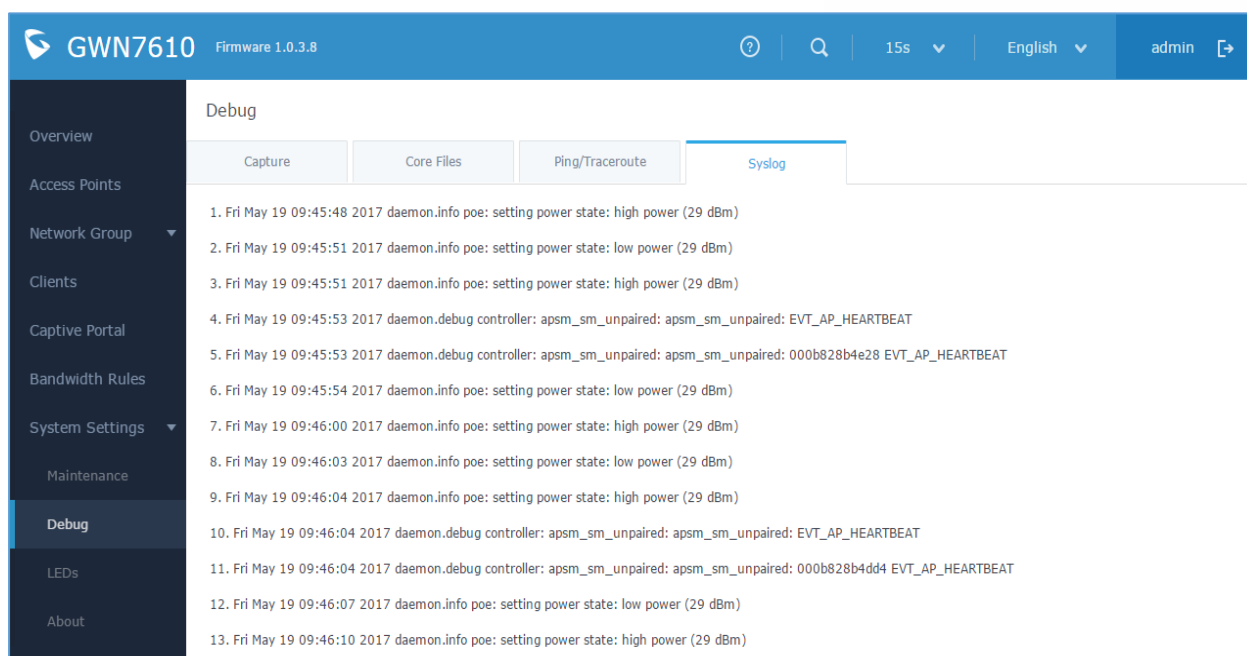 GWN7610 Firmware 1.0.3.8 15s English admin
Debug
Overview
Access Points
Network Group
Clients
Captive Portal
Bandwidth Rules
System Settings
Maintenance
Debug
LEDs
About
Capture Core Files Ping/Traceroute Syslog
1. Fri May 19 09:45:48 2017 daemon.info poe: setting power state: high power (29 dBm)
2. Fri May 19 09:45:51 2017 daemon.info poe: setting power state: low power (29 dBm)
3. Fri May 19 09:45:51 2017 daemon.info poe: setting power state: high power (29 dBm)
4. Fri May 19 09:45:53 2017 daemon.debug controller: apsm_sm_unpaired: apsm_sm_unpaired: EVT_AP_HEARTBEAT
5. Fri May 19 09:45:53 2017 daemon.debug controller: apsm_sm_unpaired: apsm_sm_unpaired: 000b828b4e28 EVT_AP_HEARTBEAT
6. Fri May 19 09:45:54 2017 daemon.info poe: setting power state: low power (29 dBm)
7. Fri May 19 09:46:00 2017 daemon.info poe: setting power state: high power (29 dBm)
8. Fri May 19 09:46:03 2017 daemon.info poe: setting power state: low power (29 dBm)
9. Fri May 19 09:46:04 2017 daemon.info poe: setting power state: high power (29 dBm)
10. Fri May 19 09:46:04 2017 daemon.debug controller: apsm_sm_unpaired: apsm_sm_unpaired: EVT_AP_HEARTBEAT
11. Fri May 19 09:46:04 2017 daemon.debug controller: apsm_sm_unpaired: apsm_sm_unpaired: 000b828b4dd4 EVT_AP_HEARTBEAT
12. Fri May 19 09:46:07 2017 daemon.info poe: setting power state: low power (29 dBm)
13. Fri May 19 09:46:10 2017 daemon.info poe: setting power state: high power (29 dBm)